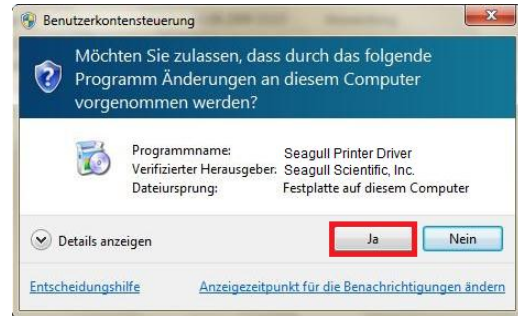 Benutzerkontensteuerung
Möchten Sie zulassen, dass durch das folgende
Programm Änderungen an diesem Computer
vorgenommen werden?
Programmname: Seagull Printer Driver
Verifizierter Herausgeber: Seagull Scientific, Inc.
Dateiursprung: Festplatte auf diesem Computer
Details anzeigen
Ja
Nein
Entscheidungshilfe
Anzeigezeitpunkt für die Benachrichtigungen ändern